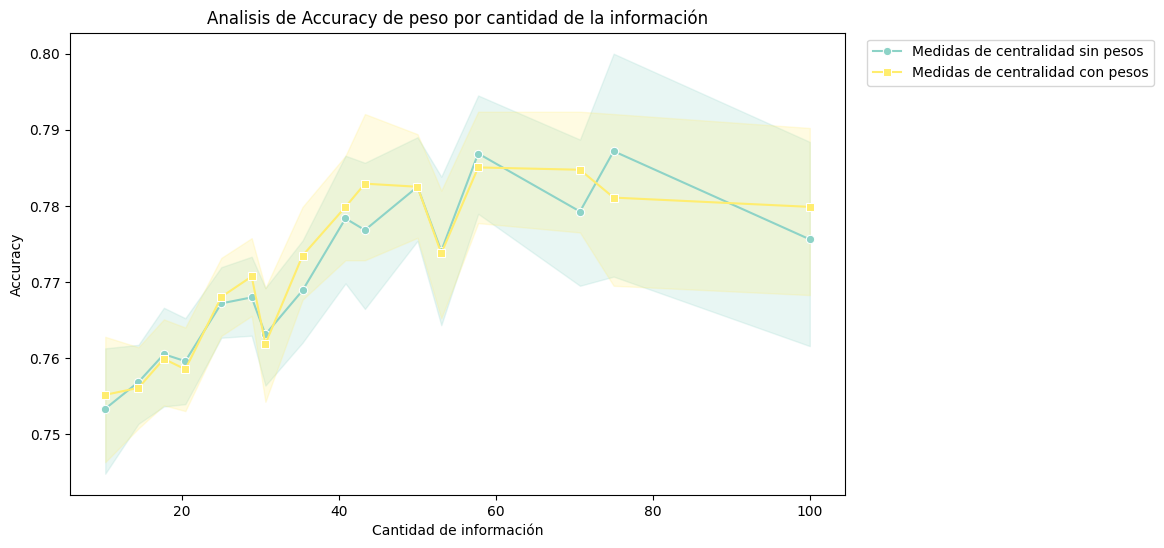 Analisis de Accuracy de peso por cantidad de la información
Medidas de centralidad sin pesos
Medidas de centralidad con pesos
Accuracy
0.80
0.79
0.78
0.77
0.76
0.75
20
40
60
80
100
Cantidad de información